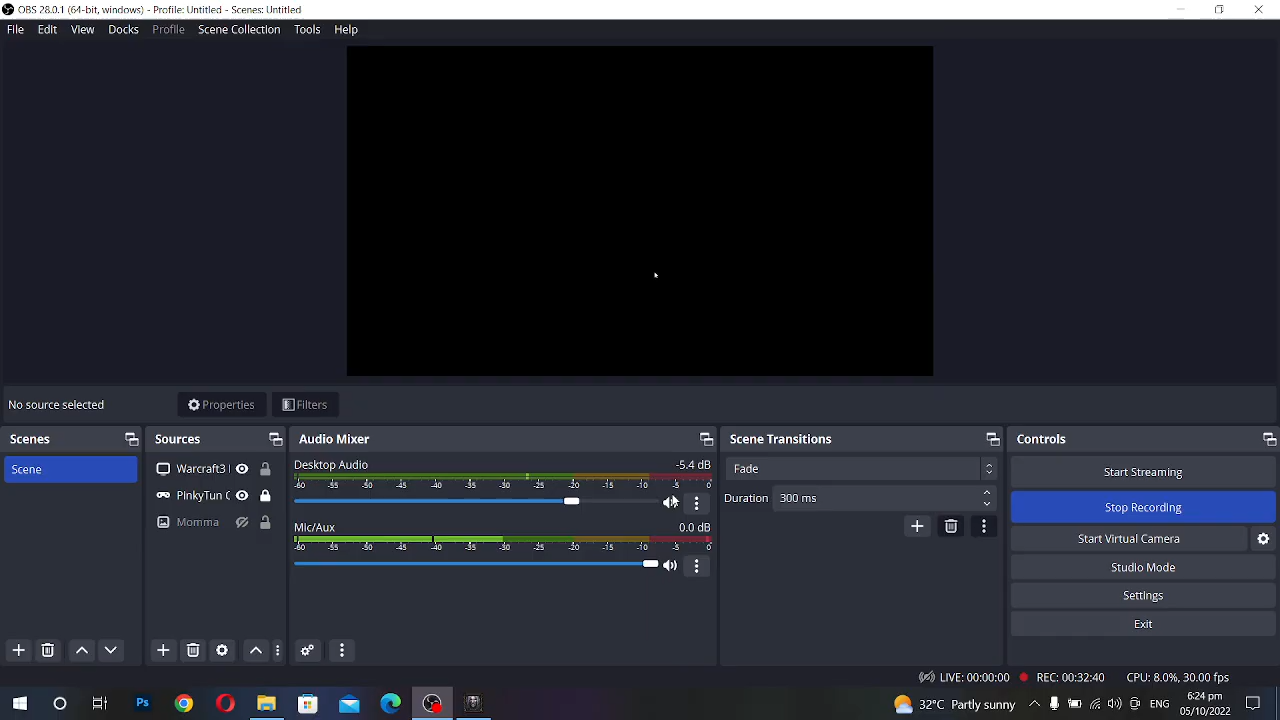 OBS 28.0.1 (64-bit, windows) - Profile: Untitled - Scenes: Untitled
File Edit View Docks Profile Scene Collection Tools Help
No source selected Properties Filters
Scenes
Scene
Sources
Warcraft3
PinkyTun
Momma
Audio Mixer
Desktop Audio -5.4 dB
-60 -55 -50 -45 -40 -35 -30 -25 -20 -15 -10 -5 0
Mic/Aux 0.0 dB
-60 -55 -50 -45 -40 -35 -30 -25 -20 -15 -10 -5 0
Scene Transitions
Fade
Duration 300 ms
Controls
Start Streaming
Stop Recording
Start Virtual Camera
Studio Mode
Settings
Exit
LIVE: 00:00:00 REC: 00:32:40 CPU: 8.0%, 30.00 fps
Ps
32°C Partly sunny
ENG
6:24 pm
05/10/2022